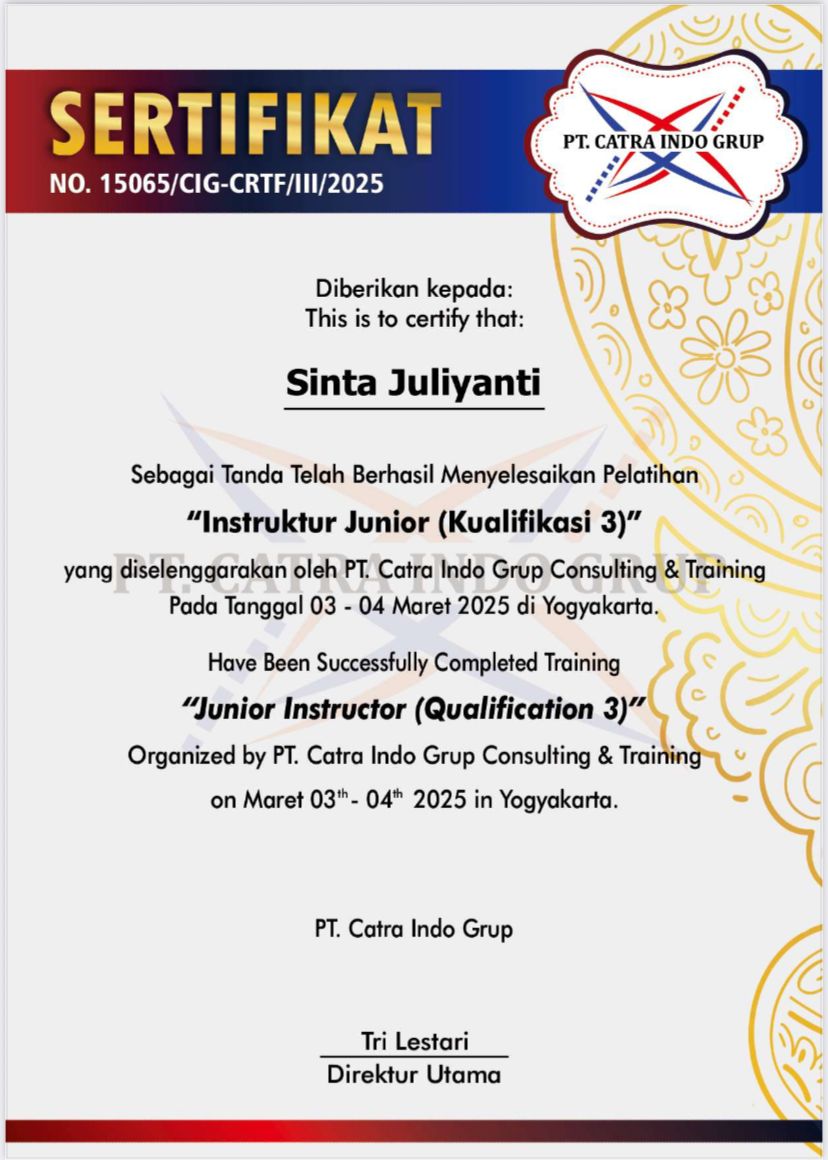 SERTIFIKAT
NO. 15065/CIG-CRTF/III/2025
PT. CATRA INDO GRUP
Diberikan kepada:
This is to certify that:
Sinta Juliyanti
Sebagai Tanda Telah Berhasil Menyelesaikan Pelatihan
“Instruktur Junior (Kualifikasi 3)”
PT. CATRA INDO GRUP
yang diselenggarakan oleh PT. Catra Indo Grup Consulting & Training
Pada Tanggal 03 - 04 Maret 2025 di Yogyakarta.
Have Been Successfully Completed Training
“Junior Instructor (Qualification 3)”
Organized by PT. Catra Indo Grup Consulting & Training
on Maret 03th - 04th 2025 in Yogyakarta.
PT. Catra Indo Grup
Tri Lestari
Direktur Utama